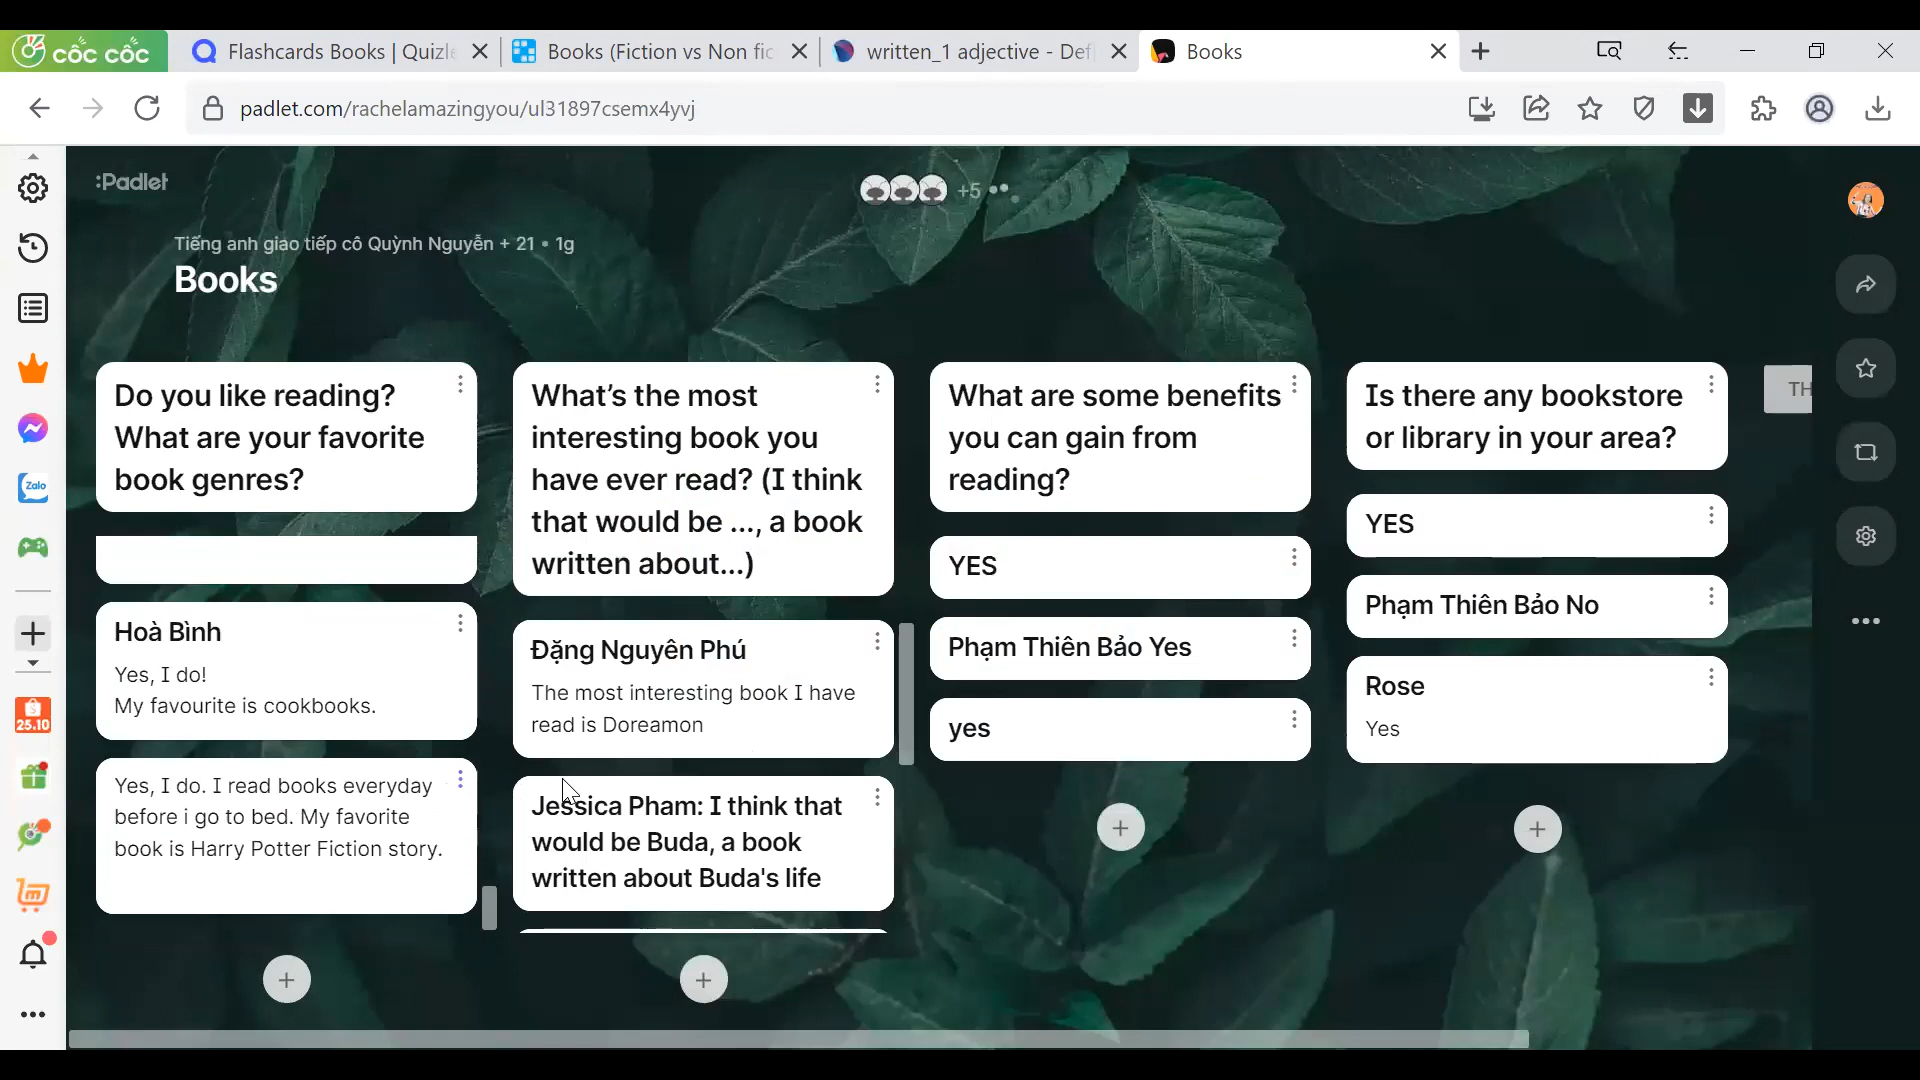 cốc cốc
Flashcards Books | Quizle
Books (Fiction vs Non fic
written_1 adjective - Def
Books
padlet.com/rachelamazingyou/ul31897csemx4yvj
:Padlet
+5
Tiếng anh giao tiếp cô Quỳnh Nguyễn + 21 • 1g
Books
Do you like reading?
What are your favorite
book genres?
Hoà Bình
Yes, I do!
My favourite is cookbooks.
Yes, I do. I read books everyday
before i go to bed. My favorite
book is Harry Potter Fiction story.
What’s the most
interesting book you
have ever read? (I think
that would be ..., a book
written about...)
Đặng Nguyên Phú
The most interesting book I have
read is Doreamon
Jessica Pham: I think that
would be Buda, a book
written about Buda's life
What are some benefits
you can gain from
reading?
YES
Phạm Thiên Bảo Yes
yes
Is there any bookstore
or library in your area?
YES
Phạm Thiên Bảo No
Rose
Yes
TH
Zalo
25.10